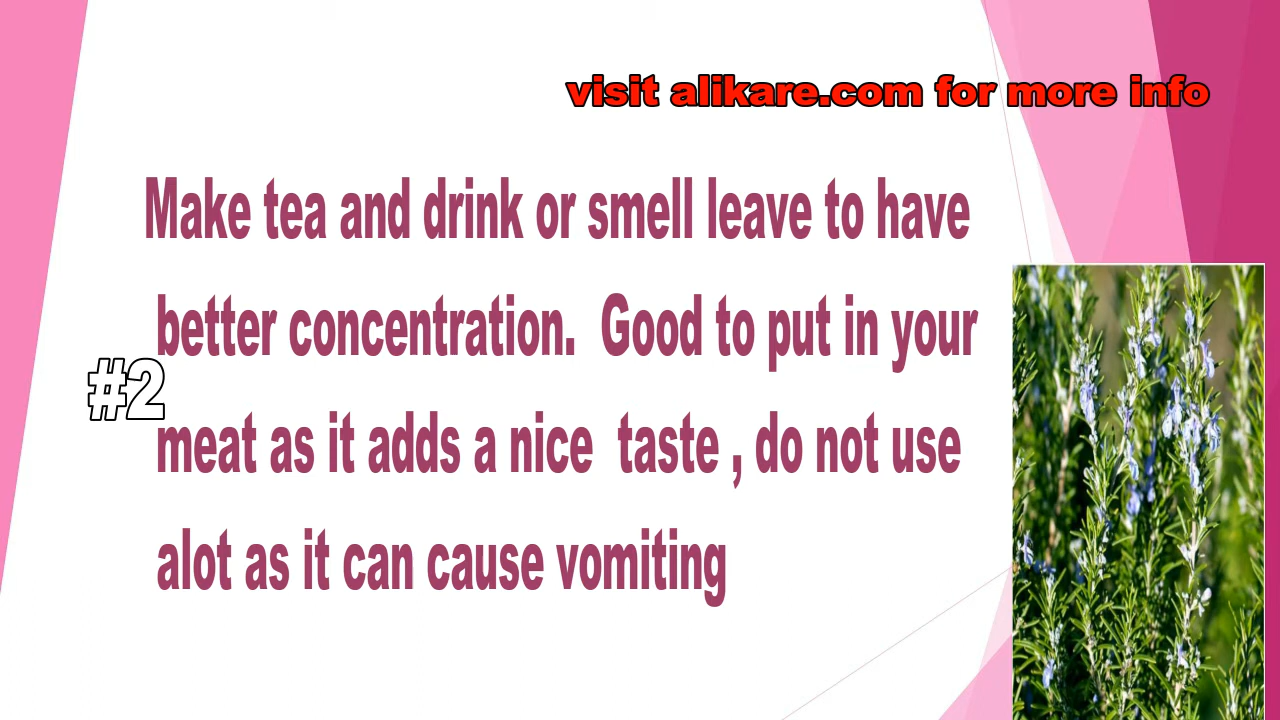 visit alikare.com for more info
Make tea and drink or smell leave to have
better concentration. Good to put in your
#2
meat as it adds a nice taste , do not use
alot as it can cause vomiting